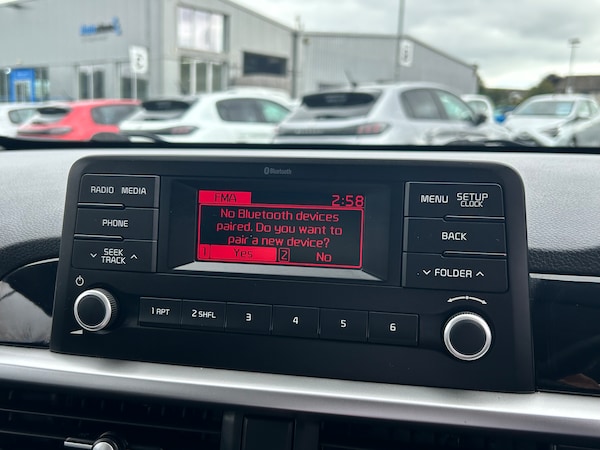 Bluetooth
RADIO MEDIA
PHONE
SEEK
TRACK
FMA 2:58
No Bluetooth devices
paired. Do you want to
pair a new device?
1 Yes 2 No
MENU SETUP
CLOCK
BACK
FOLDER
1 RPT 2 SHFL 3 4 5 6